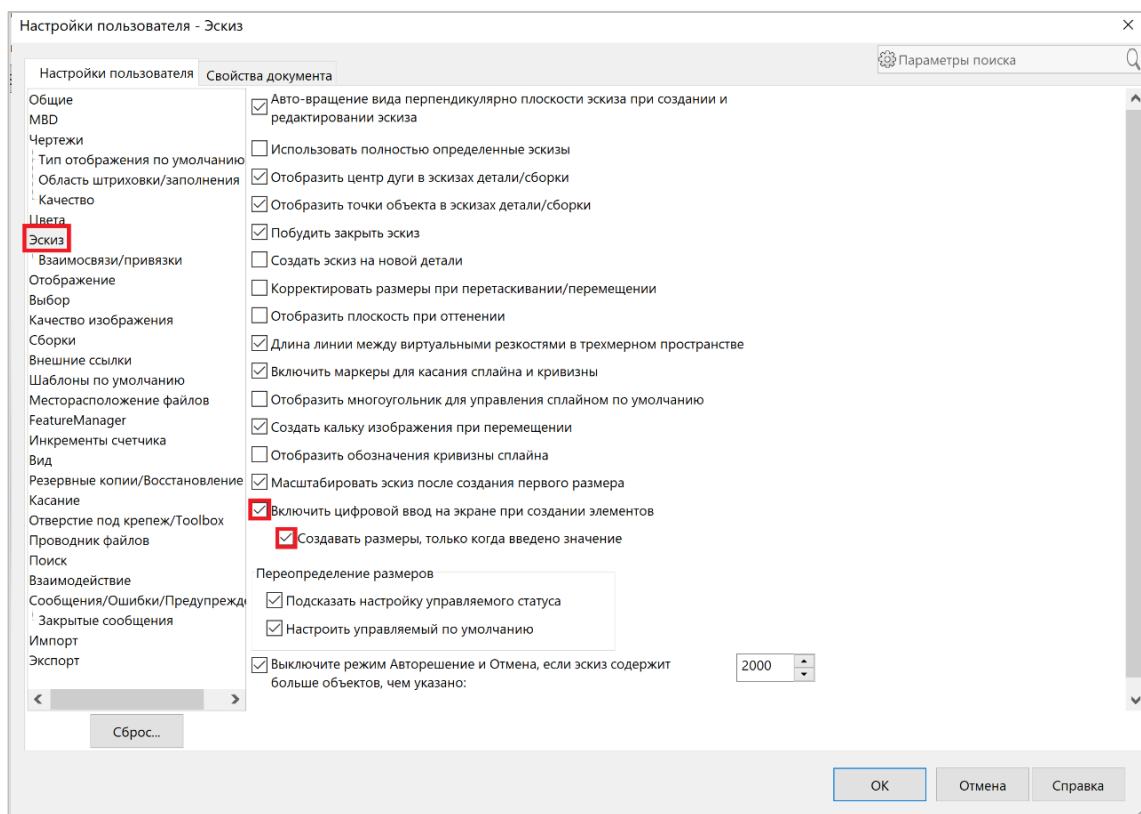 Настройки пользователя - Эскиз
Параметры поиска
Настройки пользователя
Свойства документа
Общие
MBD
Чертежи
Тип отображения по умолчанию
Область штриховки/заполнения
Качество
Цвета
Эскиз
Взаимосвязи/привязки
Отображение
Выбор
Качество изображения
Сборки
Внешние ссылки
Шаблоны по умолчанию
Месторасположение файлов
FeatureManager
Инкременты счетчика
Вид
Резервные копии/Восстановление
Касание
Отверстие под крепеж/Toolbox
Проводник файлов
Поиск
Взаимодействие
Сообщения/Ошибки/Предупрежд
Закрытые сообщения
Импорт
Экспорт
Сброс...
Авто-вращение вида перпендикулярно плоскости эскиза при создании и
редактировании эскиза
Использовать полностью определенные эскизы
Отобразить центр дуги в эскизах детали/сборки
Отобразить точки объекта в эскизах детали/сборки
Побудить закрыть эскиз
Создать эскиз на новой детали
Корректировать размеры при перетаскивании/перемещении
Отобразить плоскость при оттенении
Длина линии между виртуальными резкостями в трехмерном пространстве
Включить маркеры для касания сплайна и кривизны
Отобразить многоугольник для управления сплайном по умолчанию
Создать кальку изображения при перемещении
Отобразить обозначения кривизны сплайна
Масштабировать эскиз после создания первого размера
Включить цифровой ввод на экране при создании элементов
Создавать размеры, только когда введено значение
Переопределение размеров
Подсказать настройку управляемого статуса
Настроить управляемый по умолчанию
Выключите режим Авторешение и Отмена, если эскиз содержит
больше объектов, чем указано:
2000
ОК
Отмена
Справка